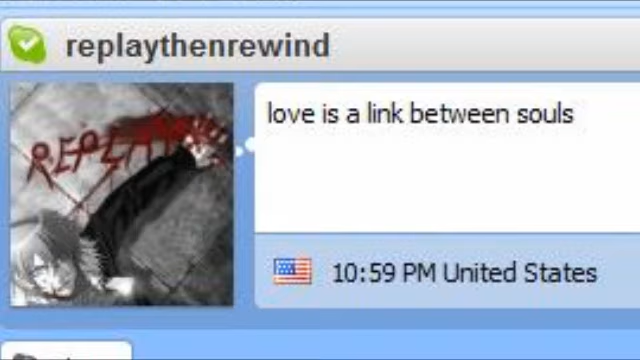 replaythenrewind
love is a link between souls
10:59 PM United States